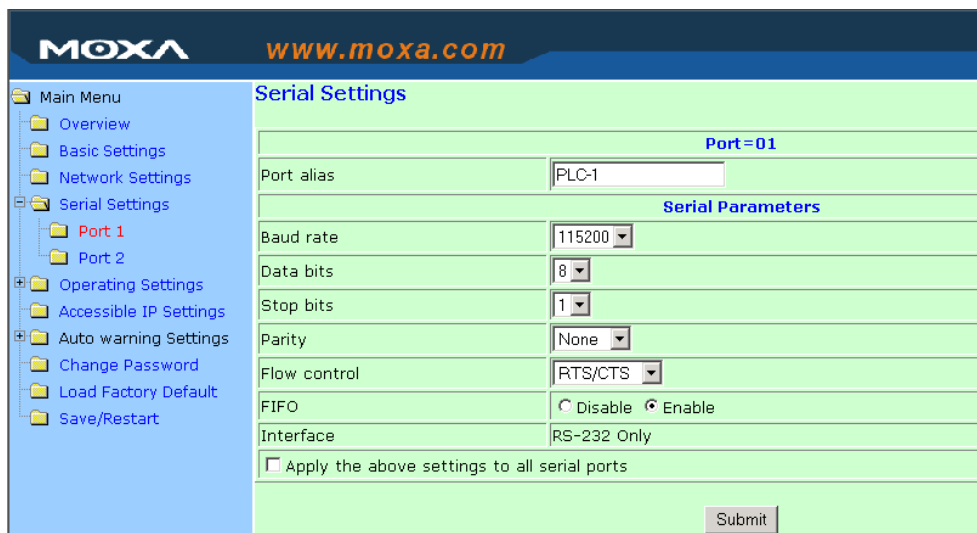 MOXA www.moxa.com
Main Menu
Overview
Basic Settings
Network Settings
Serial Settings
Port 1
Port 2
Operating Settings
Accessible IP Settings
Auto warning Settings
Change Password
Load Factory Default
Save/Restart
Serial Settings
Port=01
Port alias PLC-1
Serial Parameters
Baud rate 115200
Data bits 8
Stop bits 1
Parity None
Flow control RTS/CTS
FIFO Disable Enable
Interface RS-232 Only
Apply the above settings to all serial ports
Submit